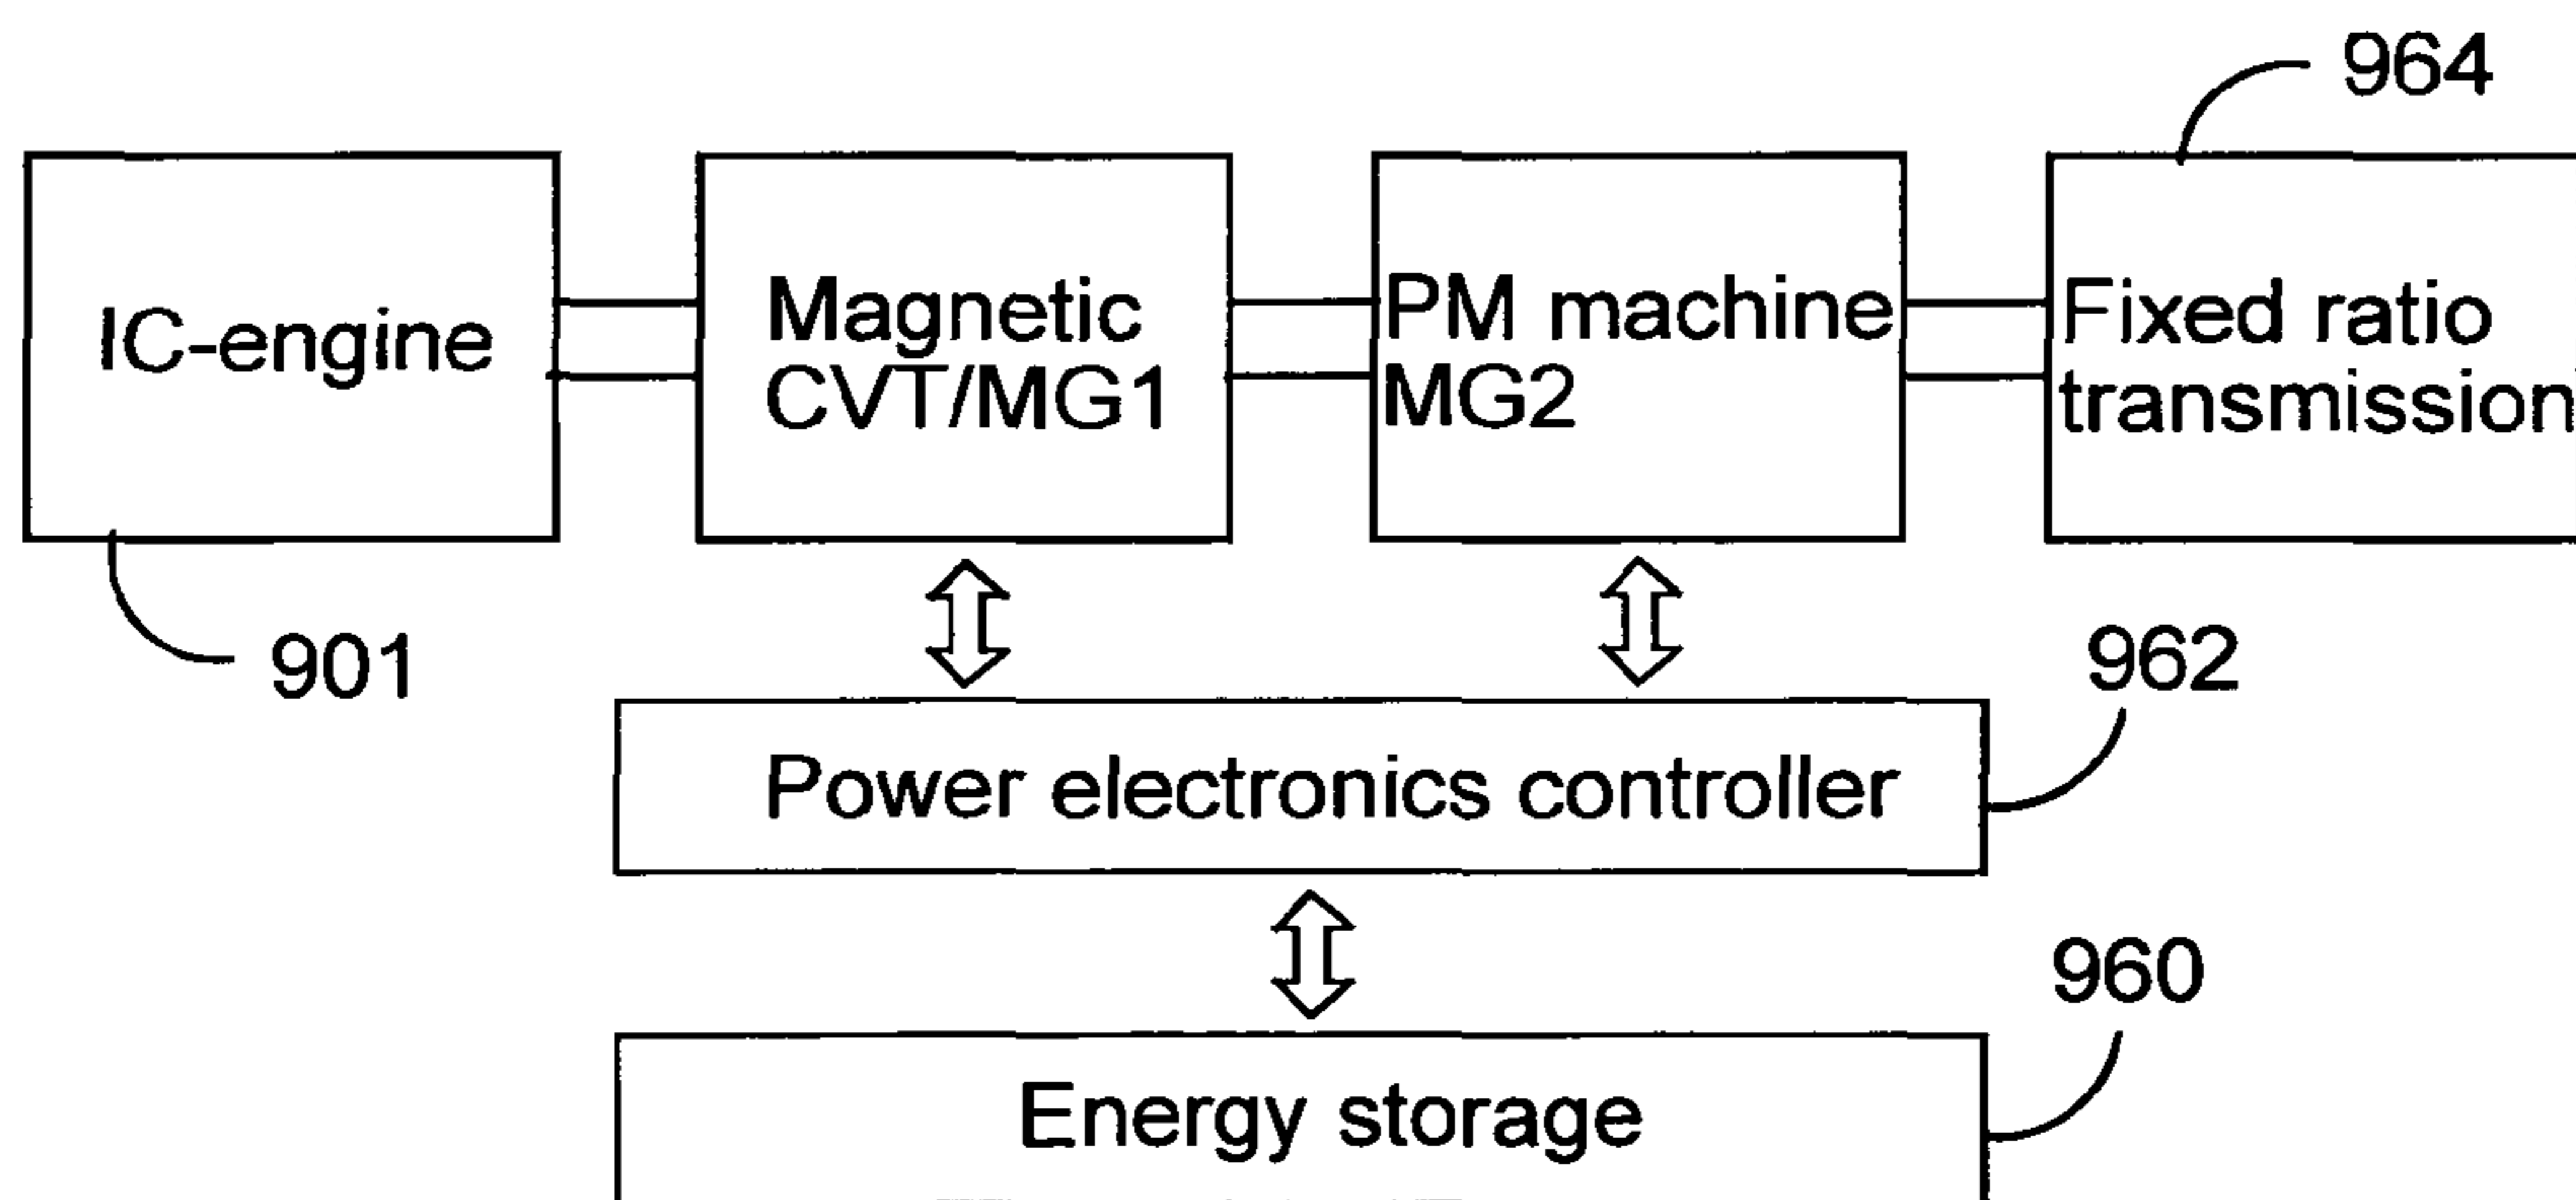 964
IC-engine
Magnetic
CVT/MG1
PM machine
MG2
Fixed ratio
transmission
901
962
Power electronics controller
960
Energy storage